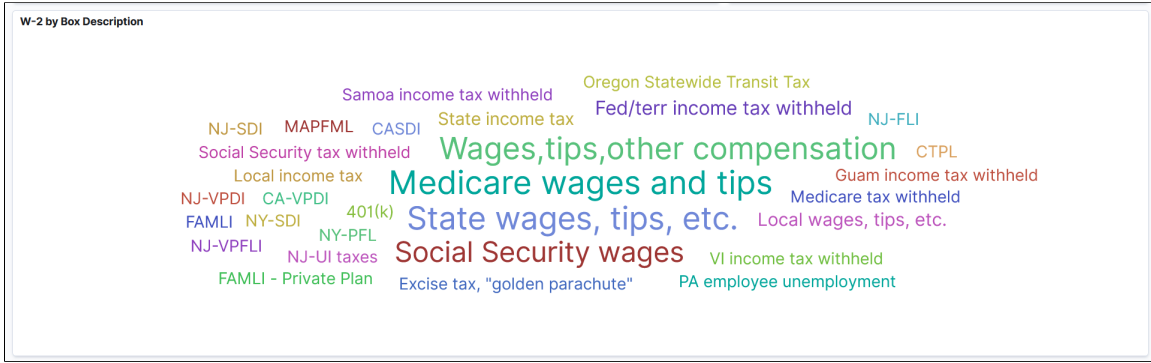 W-2 by Box Description
Oregon Statewide Transit Tax
Samoa income tax withheld
Fed/terr income tax withheld
State income tax
NJ-FLI
NJ-SDI
MAPFML
CASDI
Wages,tips,other compensation
Social Security tax withheld
CTPL
Local income tax
Medicare wages and tips
Guam income tax withheld
NJ-VPDI
CA-VPDI
Medicare tax withheld
401(k)
FAMLI
NY-SDI
State wages, tips, etc.
Local wages, tips, etc.
NY-PFL
NJ-VPFLI
NJ-UI taxes
Social Security wages
VI income tax withheld
FAMLI - Private Plan
Excise tax, "golden parachute"
PA employee unemployment